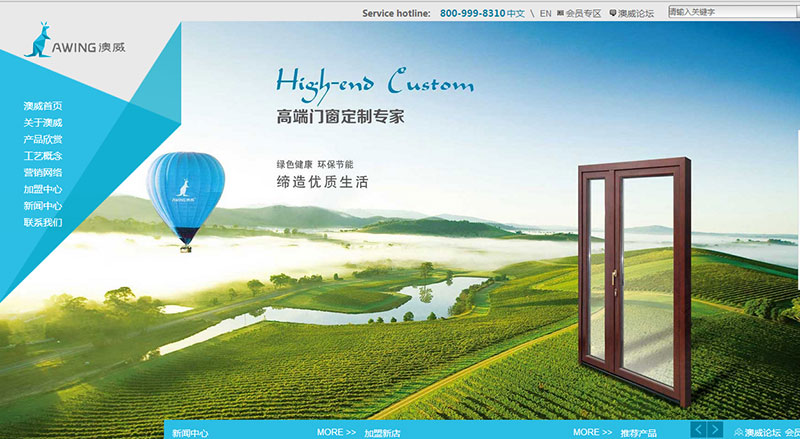 Service hotline: 800-999-8310 中文 \ EN 会员专区 澳威论坛 请输入关键字
AWING 澳威
High-end Custom
高端门窗定制专家
绿色健康 环保节能
缔造优质生活
澳威首页
关于澳威
产品欣赏
工艺概念
营销网络
加盟中心
新闻中心
联系我们
AWING
新闻中心 MORE >> 加盟新店 MORE >> 推荐产品 澳威论坛 会员